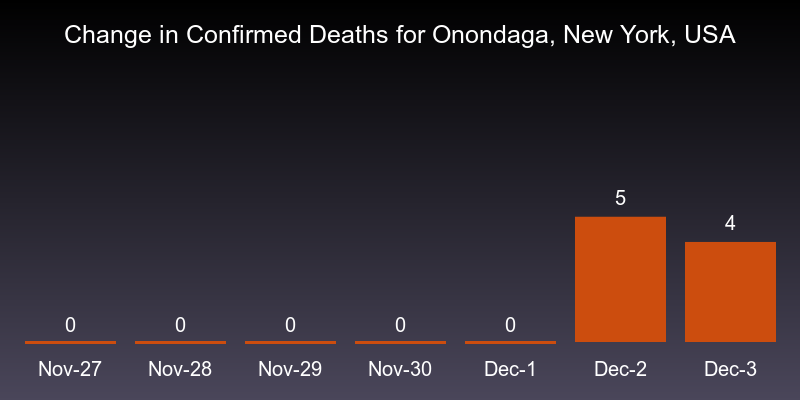 Change in Confirmed Deaths for Onondaga, New York, USA
5
4
0 0 0 0 0
Nov-27 Nov-28 Nov-29 Nov-30 Dec-1 Dec-2 Dec-3